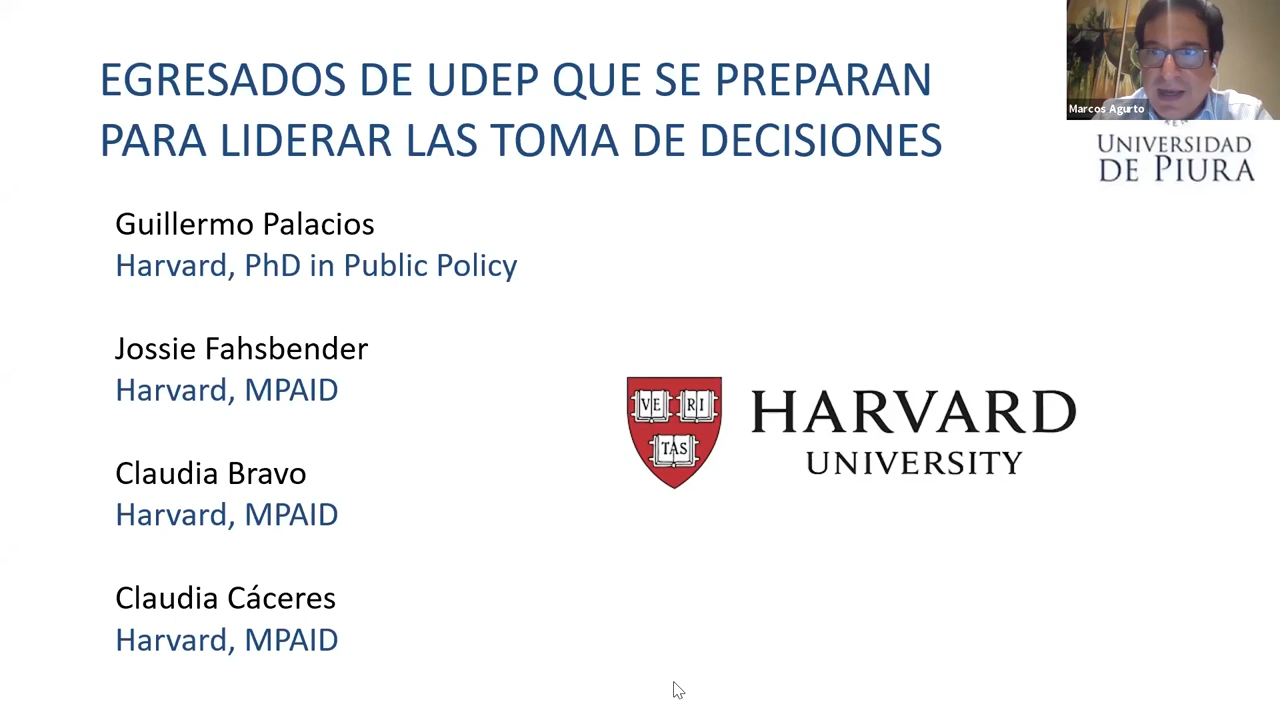 EGRESADOS DE UDEP QUE SE PREPARAN
PARA LIDERAR LAS TOMA DE DECISIONES
Marcos Agurto
UNIVERSIDAD
DE PIURA
Guillermo Palacios
Harvard, PhD in Public Policy
Jossie Fahsbender
Harvard, MPAID
Claudia Bravo
Harvard, MPAID
Claudia Cáceres
Harvard, MPAID
VE RI
TAS
HARVARD
UNIVERSITY